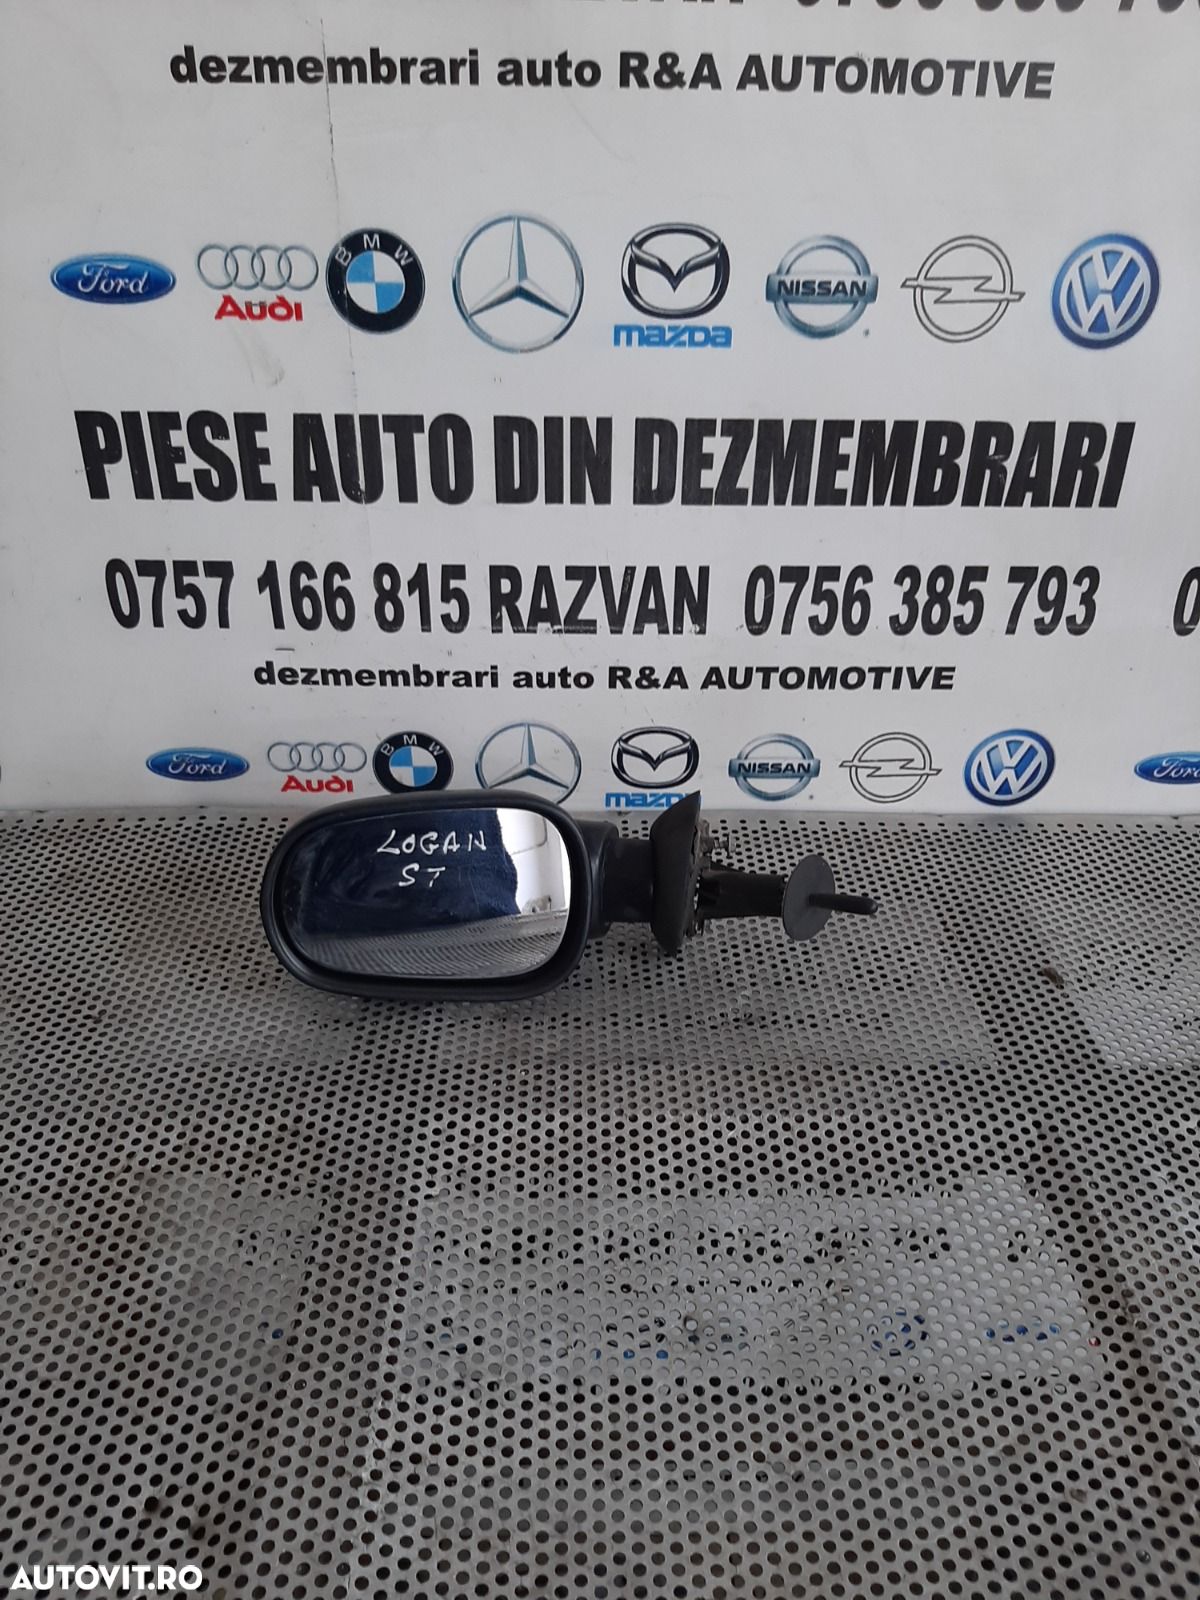 dezmembrari auto R&A AUTOMOTIVE
Ford Audi BMW mazda NISSAN
PIESE AUTO DIN DEZMEMBRARI
0757 166 815 RAZVAN 0756 385 793
dezmembrari auto R&A AUTOMOTIVE
Ford Audi BMW mazda NISSAN Ford
LOGAN
ST
AUTOVIT.RO